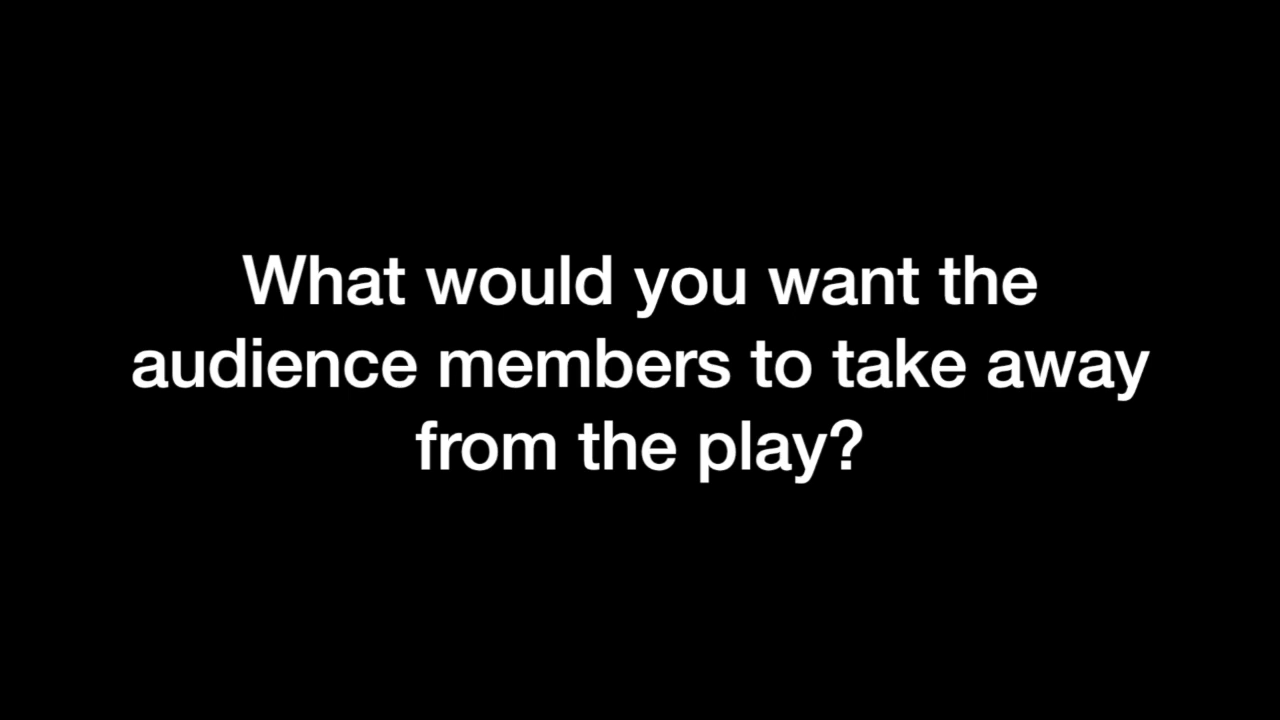 What would you want the
audience members to take away
from the play?